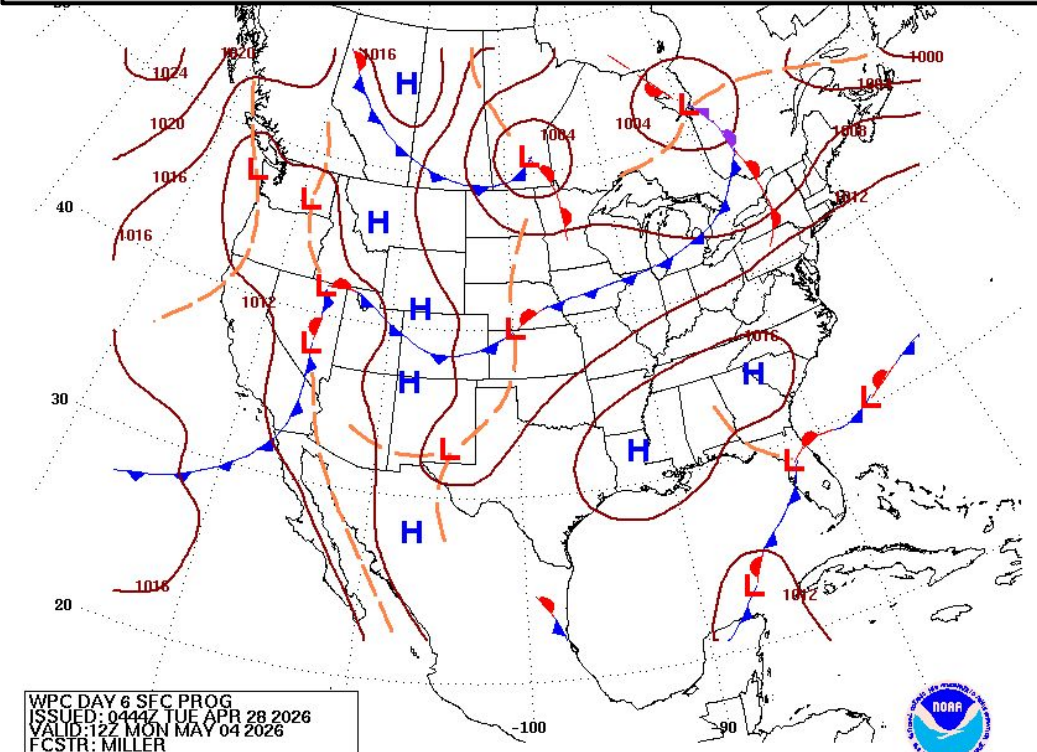 1020
1016
1024
H
1000
1008
1004
L
1004
1020
1008
L
L
1016
L
1012
40
H
1016
L
1012
H
L
L
1016
L
H
H
30
L
H
L
L
H
1016
L
1012
20
WPC DAY 6 SFC PROG
ISSUED: 0444Z TUE APR 28 2026
VALID:12Z MON MAY 04 2026
FCSTR: MILLER
-100
-90
NOAA